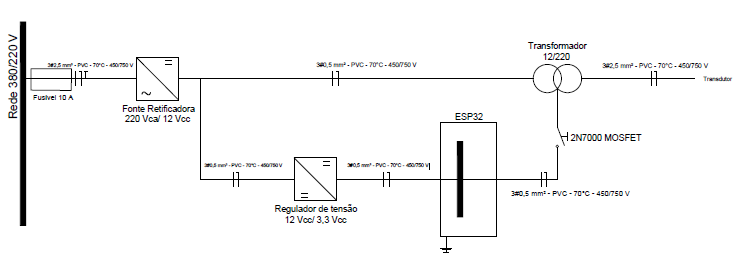 Rede 380/220 V
3#2,5 mm² - PVC - 70°C - 450/750 V
Fusível 10 A
Fonte Retificadora
220 Vca/ 12 Vcc
3#0,5 mm² - PVC - 70°C - 450/750 V
Transformador
12/220
3#2,5 mm² - PVC - 70°C - 450/750 V
Transdutor
ESP32
2N7000 MOSFET
3#0,5 mm² - PVC - 70°C - 450/750 V
3#0,5 mm² - PVC - 70°C - 450/750 V
Regulador de tensão
12 Vcc/ 3,3 Vcc
3#0,5 mm² - PVC - 70°C - 450/750 V